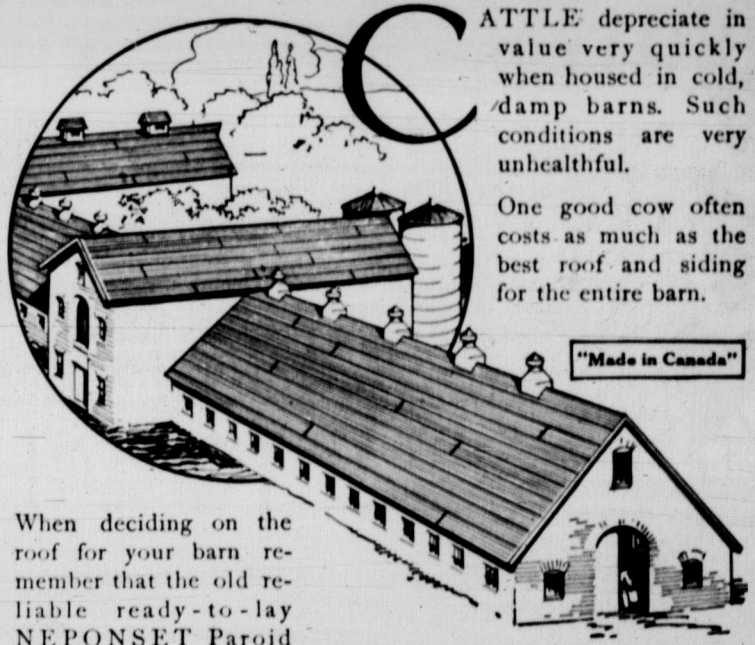 CATTLE depreciate in
value very quickly
when housed in cold,
damp barns. Such
conditions are very
unhealthful.
One good cow often
costs as much as the
best roof and siding
for the entire barn.
"Made in Canada"
When deciding on the
roof for your barn re-
member that the old re-
liable ready-to-lay
NEPONSET Paroid